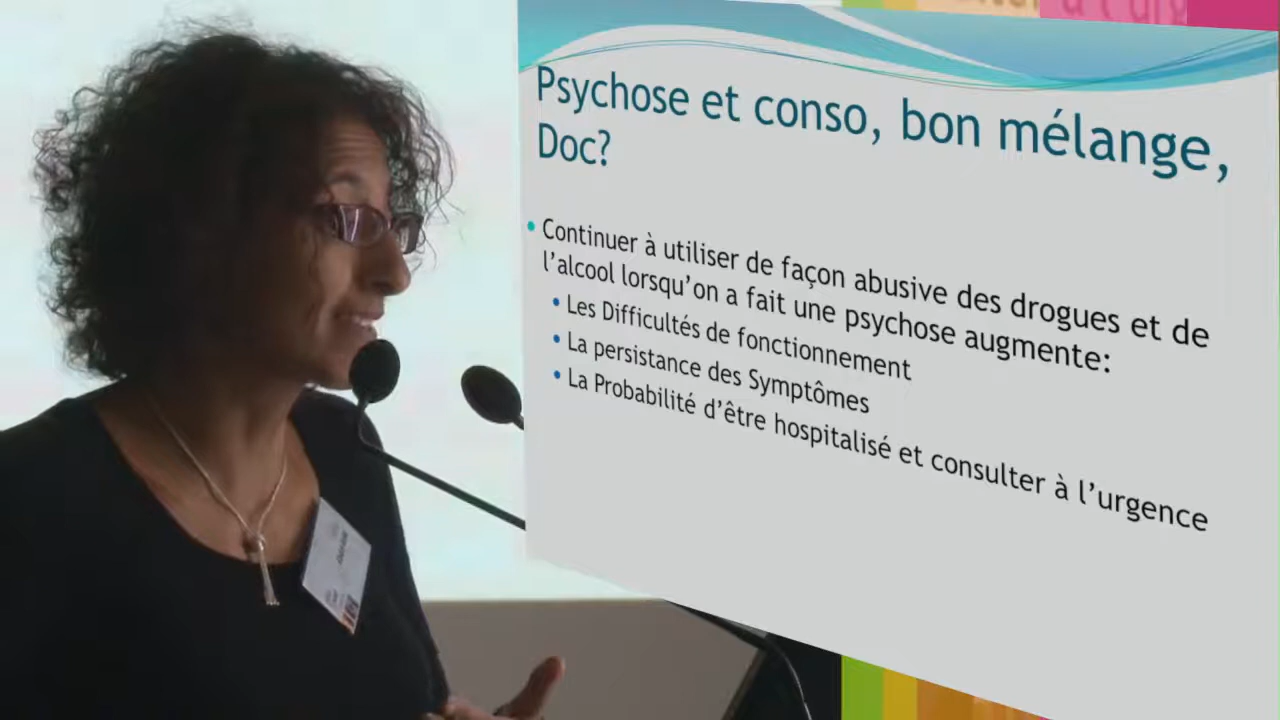 Psychose et conso, bon mélange,
Doc?
Continuer à utiliser de façon abusive des drogues et de
l'alcool lorsqu'on a fait une psychose augmente:
Les Difficultés de fonctionnement
La persistance des Symptômes
La Probabilité d'être hospitalisé et consulter à l'urgence